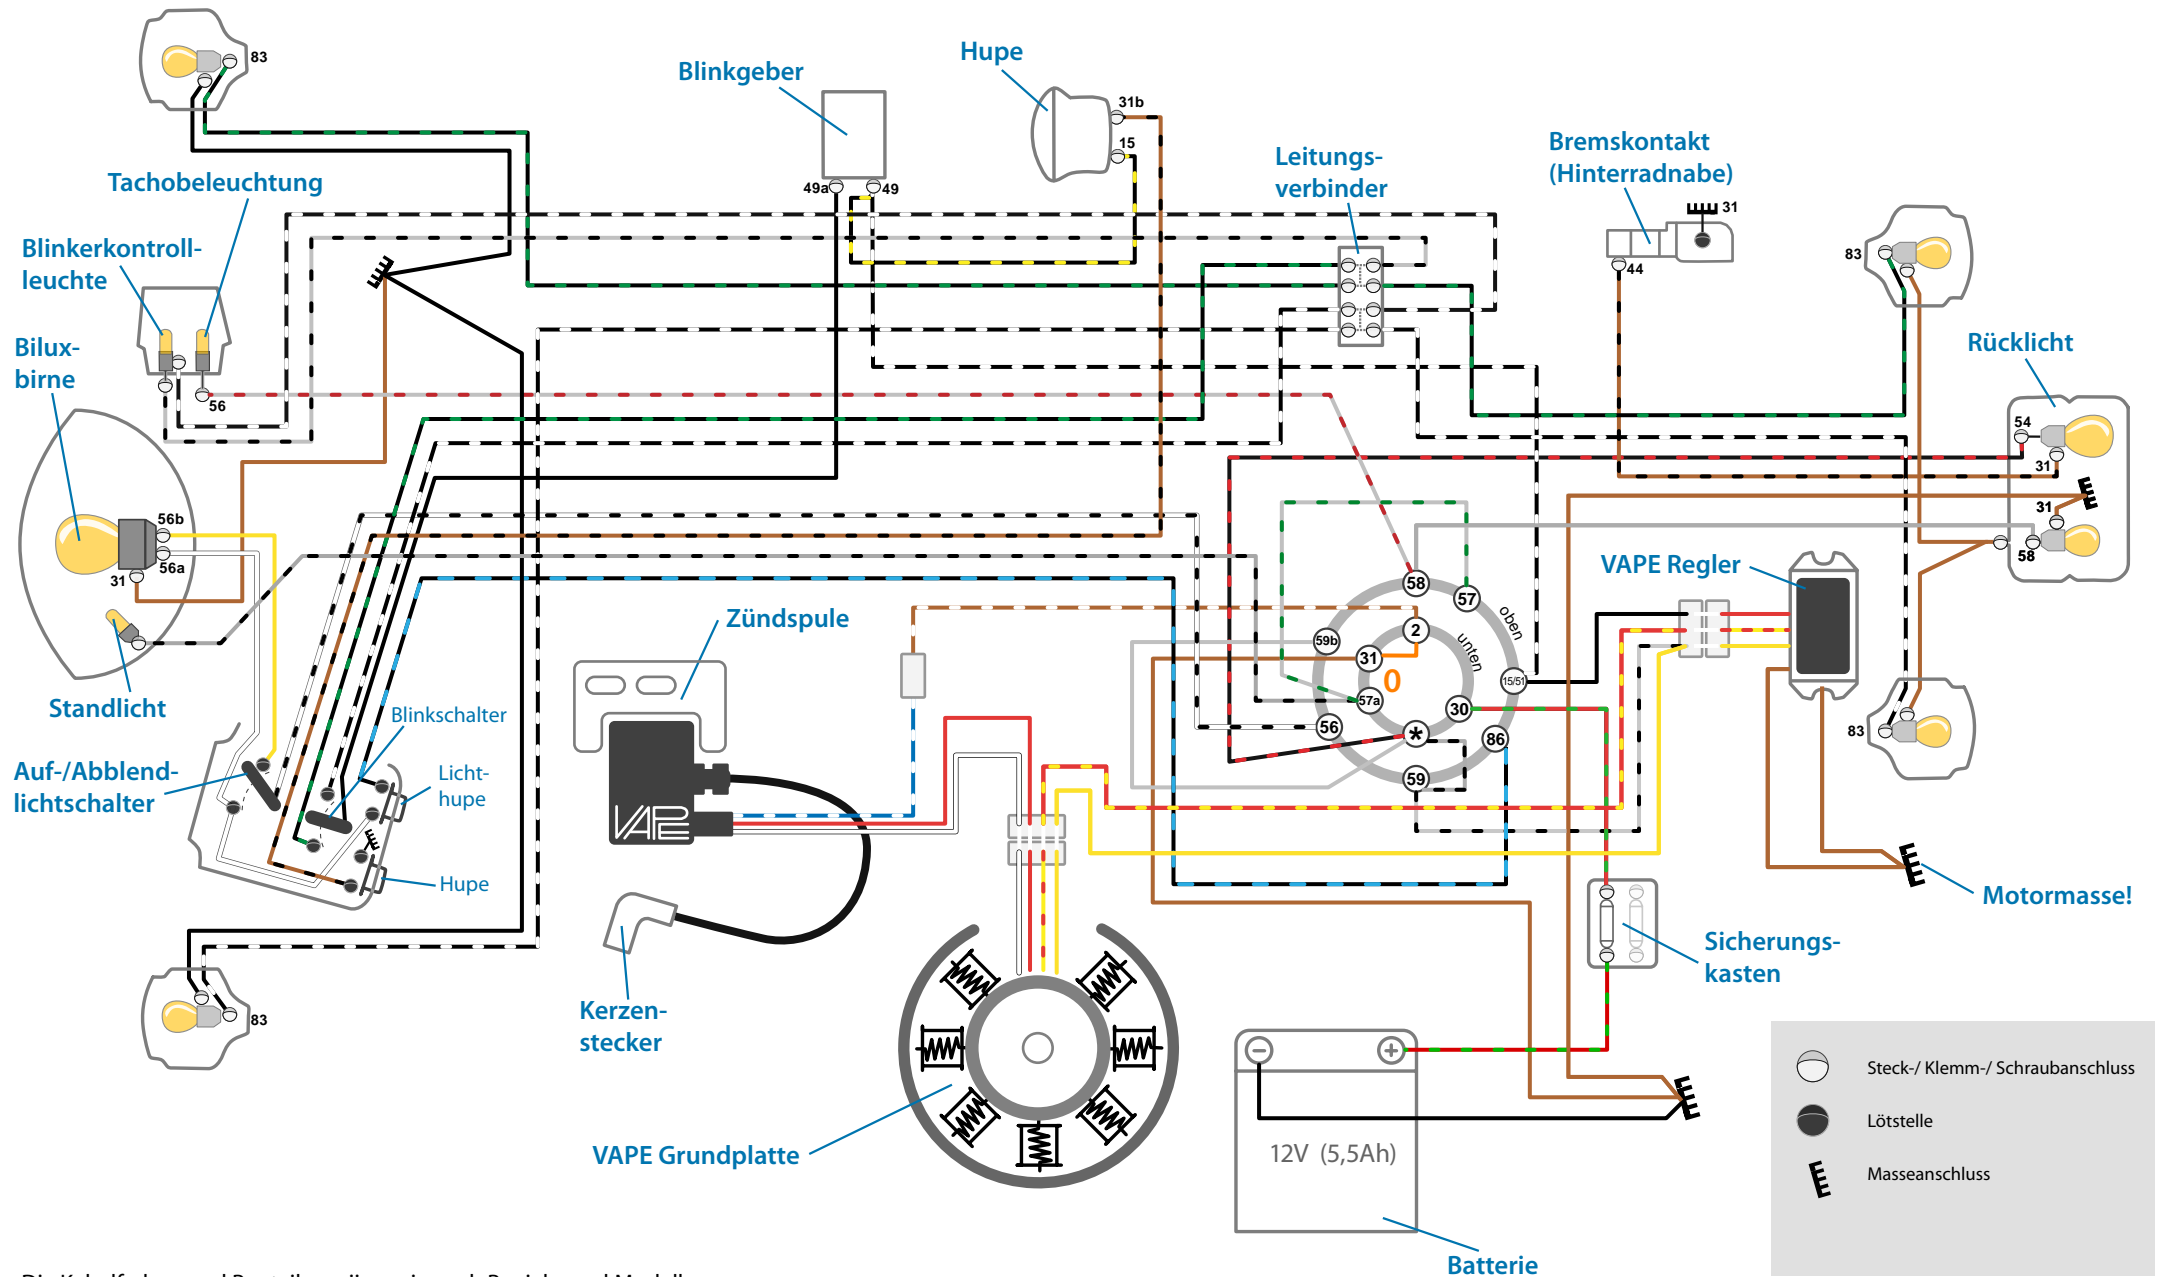 83
Hupe
Blinkgeber
31b
15
Bremskontakt
(Hinterradnabe)
Leitungs-
verbinder
Tachobeleuchtung
49a
49
31
44
83
Blinkerkontroll-
leuchte
Bilux-
birne
56
Rücklicht
54
31
31
58
56b
56a
31
VAPE Regler
58
57
oben
Zündspule
59b
2
unten
31
0
15/51
57a
30
56
*
86
59
Standlicht
Blinkschalter
83
Auf-/Abblend-
lichtschalter
Licht-
hupe
VAPE
Hupe
Motormasse!
Sicherungs-
kasten
Kerzen-
stecker
83
12V (5,5Ah)
VAPE Grundplatte
Batterie
Steck-/ Klemm-/ Schraubanschluss
Lötstelle
Masseanschluss